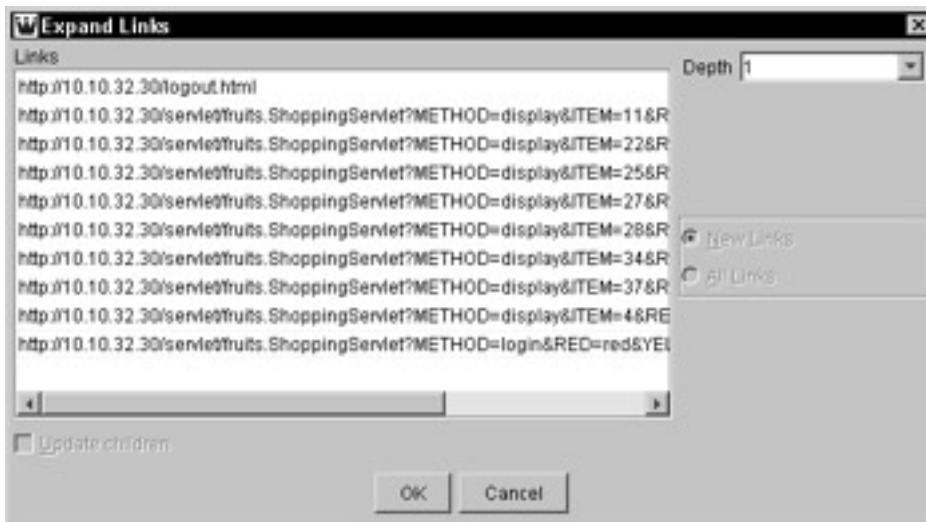 Expand Links
Links
Depth 1
http://10.10.32.30/logout.html
http://10.10.32.30/servlet/fruits.ShoppingServlet?METHOD=display&ITEM=11&R
http://10.10.32.30/servlet/fruits.ShoppingServlet?METHOD=display&ITEM=22&R
http://10.10.32.30/servlet/fruits.ShoppingServlet?METHOD=display&ITEM=25&R
http://10.10.32.30/servlet/fruits.ShoppingServlet?METHOD=display&ITEM=27&R
http://10.10.32.30/servlet/fruits.ShoppingServlet?METHOD=display&ITEM=28&R
http://10.10.32.30/servlet/fruits.ShoppingServlet?METHOD=display&ITEM=34&R
http://10.10.32.30/servlet/fruits.ShoppingServlet?METHOD=display&ITEM=37&R
http://10.10.32.30/servlet/fruits.ShoppingServlet?METHOD=display&ITEM=4&RE
http://10.10.32.30/servlet/fruits.ShoppingServlet?METHOD=login&RED=red&YEL
New Links
All Links
Update children
OK
Cancel